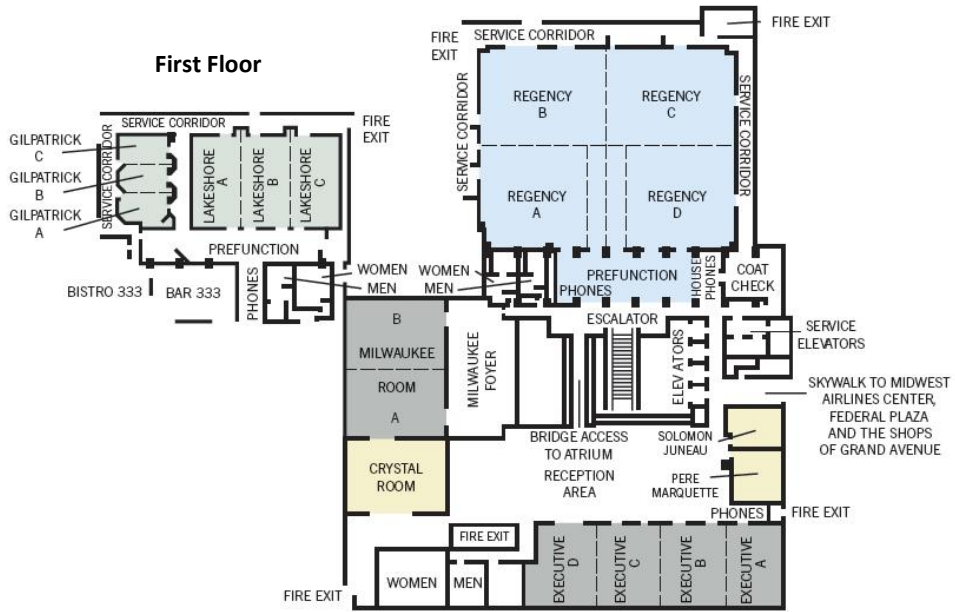 First Floor
FIRE EXIT
SERVICE CORRIDOR
FIRE
EXIT
REGENCY
B
REGENCY
C
SERVICE CORRIDOR
SERVICE CORRIDOR
REGENCY
A
REGENCY
D
SERVICE CORRIDOR
FIRE
EXIT
GILPATRICK
C
GILPATRICK
B
GILPATRICK
A
SERVICE CORRIDOR
LAKESHORE
A
LAKESHORE
B
LAKESHORE
C
PREFUNCTION
BISTRO 333
BAR 333
PHONES
WOMEN
MEN
WOMEN
MEN
PHONES
PREFUNCTION
HOUSE
PHONES
COAT
CHECK
ESCALATOR
ELEVATORS
SERVICE
ELEVATORS
B
MILWAUKEE
ROOM
A
MILWAUKEE
FOYER
SKYWALK TO MIDWEST
AIRLINES CENTER,
FEDERAL PLAZA
AND THE SHOPS
OF GRAND AVENUE
BRIDGE ACCESS
TO ATRIUM
RECEPTION
AREA
SOLOMON
JUNEAU
PERE
MARQUETTE
CRYSTAL
ROOM
PHONES
FIRE EXIT
FIRE EXIT
WOMEN
MEN
EXECUTIVE
D
EXECUTIVE
C
EXECUTIVE
B
EXECUTIVE
A
FIRE EXIT